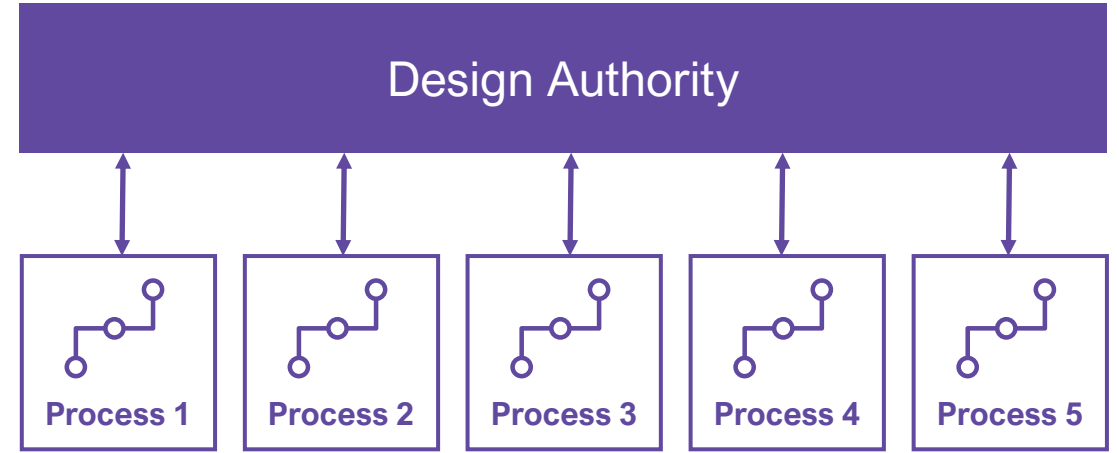 Design Authority
Process 1
Process 2
Process 3
Process 4
Process 5